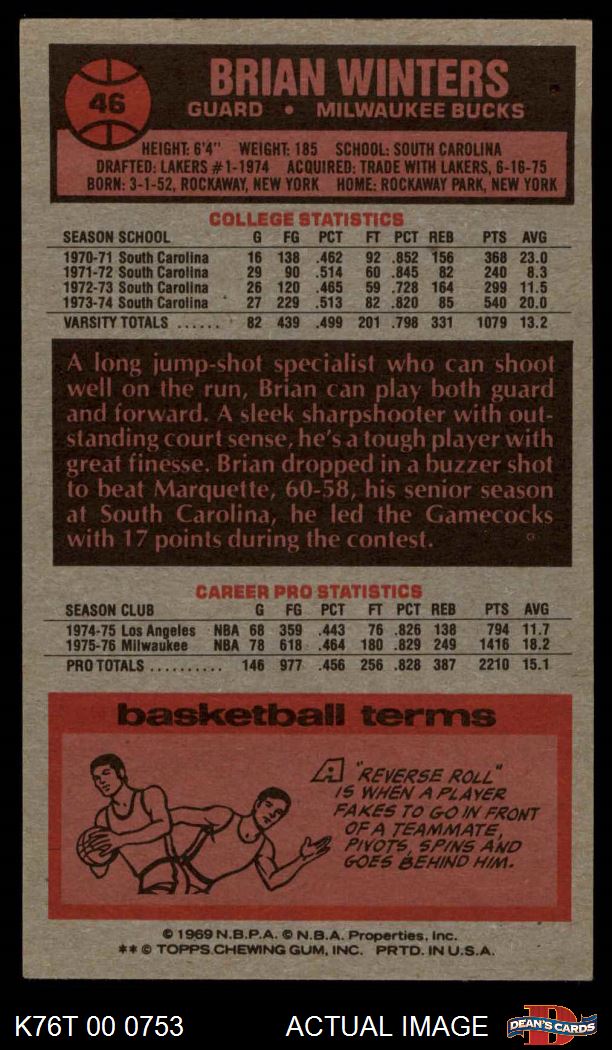 46
BRIAN WINTERS
GUARD • MILWAUKEE BUCKS
HEIGHT: 6'4" WEIGHT: 185 SCHOOL: SOUTH CAROLINA
DRAFTED: LAKERS #1-1974 ACQUIRED: TRADE WITH LAKERS, 6-16-75
BORN: 3-1-52, ROCKAWAY, NEW YORK HOME: ROCKAWAY PARK, NEW YORK
COLLEGE STATISTICS
SEASON SCHOOL G FG PCT FT PCT REB PTS AVG
1970-71 South Carolina 16 138 .462 92 .852 156 368 23.0
1971-72 South Carolina 29 90 .514 60 .845 82 240 8.3
1972-73 South Carolina 26 120 .465 59 .728 164 299 11.5
1973-74 South Carolina 27 229 .513 82 .820 85 540 20.0
VARSITY TOTALS ...... 82 439 .499 201 .798 331 1079 13.2
A long jump-shot specialist who can shoot
well on the run, Brian can play both guard
and forward. A sleek sharpshooter with out-
standing court sense, he's a tough player with
great finesse. Brian dropped in a buzzer shot
to beat Marquette, 60-58, his senior season
at South Carolina, he led the Gamecocks
with 17 points during the contest. G
CAREER PRO STATISTICS
SEASON CLUB G FG PCT FT PCT REB PTS AVG
1974-75 Los Angeles NBA 68 359 .443 76 .826 138 794 11.7
1975-76 Milwaukee NBA 78 618 .464 180 .829 249 1416 18.2
PRO TOTALS .......... 146 977 .456 256 .828 387 2210 15.1
basketball terms
A "REVERSE ROLL"
IS WHEN A PLAYER
FAKES TO GO IN FRONT
OF A TEAMMATE,
PIVOTS, SPINS AND
GOES BEHIND HIM.
© 1969 N.B.P.A. © N.B.A. Properties, Inc.
** © TOPPS CHEWING GUM, INC. PRTD. IN U.S.A.
K76T 00 0753 ACTUAL IMAGE
D
DEAN'S CARDS